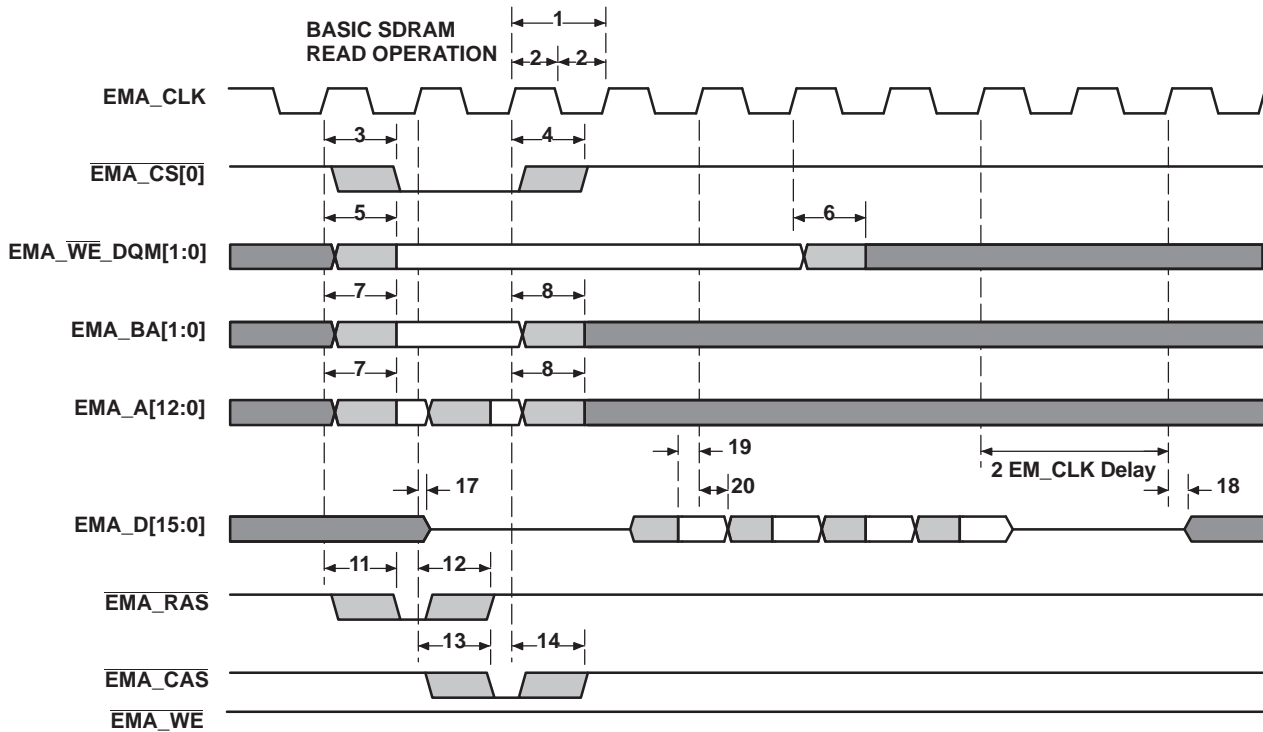 BASIC SDRAM
READ OPERATION
1
2 2
EMA_CLK
3 4
EMA_CS[0]
5 6
EMA_WE_DQM[1:0]
7 8
EMA_BA[1:0]
7 8
EMA_A[12:0]
19
2 EM_CLK Delay
17 20 18
EMA_D[15:0]
11 12
EMA_RAS
13 14
EMA_CAS
EMA_WE